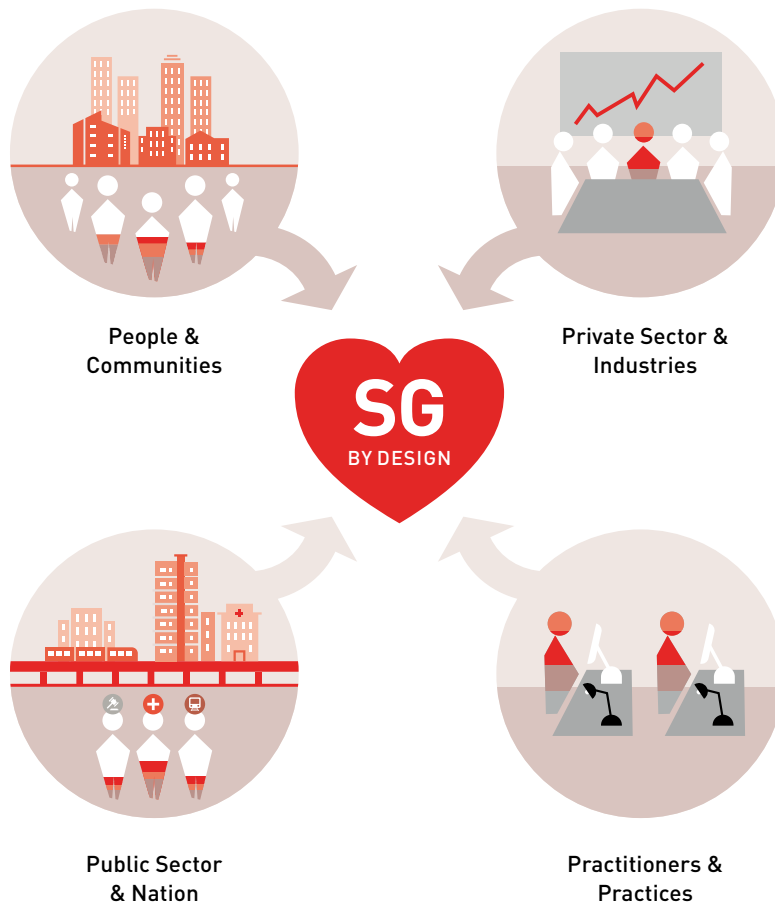 People &
Communities
Private Sector &
Industries
SG
BY DESIGN
Public Sector
& Nation
Practitioners &
Practices